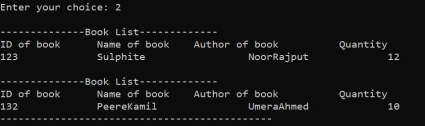 Enter your choice: 2
--------------Book List-------------
ID of book Name of book Author of book Quantity
123 Sulphite NoorRajput 12
--------------Book List-------------
ID of book Name of book Author of book Quantity
132 PeereKamil UmeraAhmed 10
---------------------------------------------